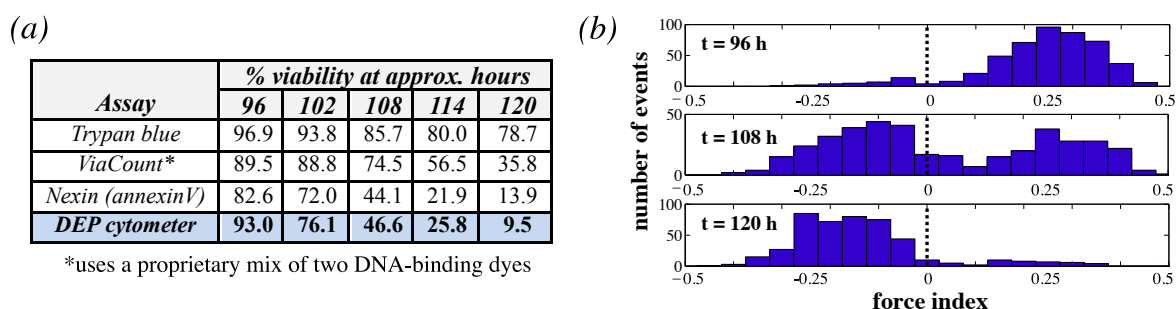 (a)
% viability at approx. hours
Assay 96 102 108 114 120
Trypan blue 96.9 93.8 85.7 80.0 78.7
ViaCount* 89.5 88.8 74.5 56.5 35.8
Nexin (annexinV) 82.6 72.0 44.1 21.9 13.9
DEP cytometer 93.0 76.1 46.6 25.8 9.5
*uses a proprietary mix of two DNA-binding dyes
(b)
number of events
100
50
0
t = 96 h
-0.5 -0.25 0 0.25 0.5
50
0
t = 108 h
-0.5 -0.25 0 0.25 0.5
100
50
0
t = 120 h
-0.5 -0.25 0 0.25 0.5
force index